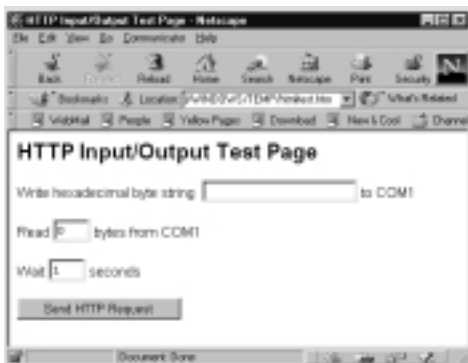 HTTP Input/Output Test Page - Netscape
File Edit View Go Communicator Help
Back Forward Reload Home Search Netscape Print Security
Bookmarks Location: What's Related
WebMail People Yellow Pages Download New & Cool Channel
HTTP Input/Output Test Page
Write hexadecimal byte string to COM1
Read 0 bytes from COM1
Wait 1 seconds
Send HTTP Request
Document: Done